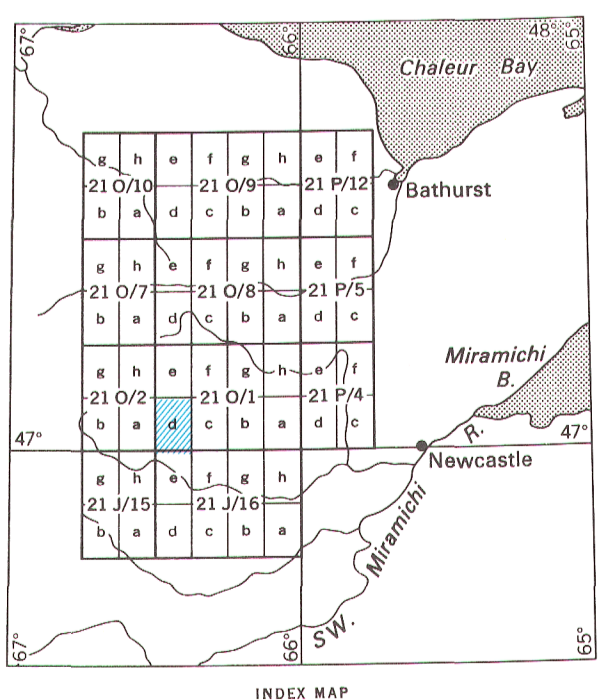 67° 66° 48° 65°
Chaleur Bay
g h e f g h e f
21 O/10 21 O/9 21 P/12
Bathurst
b a d c b a d c
g h e f g h e f
21 O/7 21 O/8 21 P/5
b a d c b a d c
Miramichi
B.
g h e f g h e f
21 O/2 21 O/1 21 P/4
b a d c b a d c
R.
47° 47°
Newcastle
g h e f g h
21 J/15 21 J/16
b a d c b a
Miramichi
SW.
67° 66° 65°
INDEX MAP